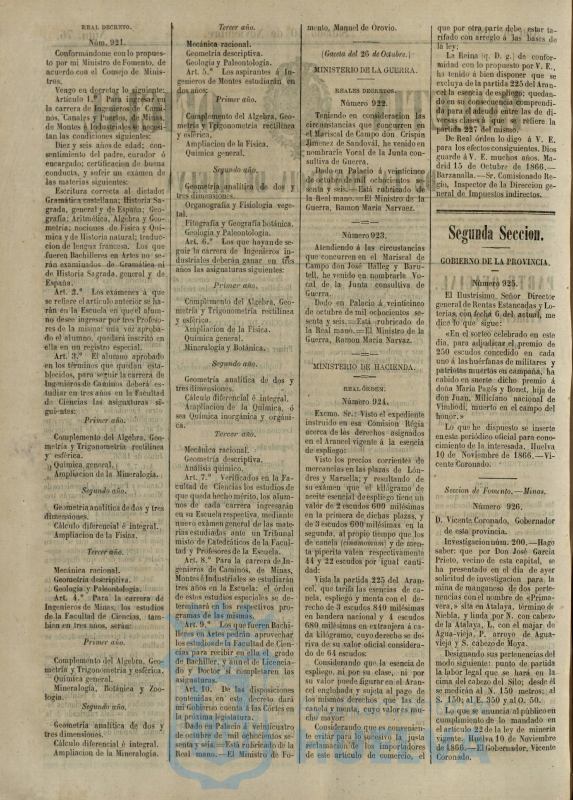 REAL DECRETO.
Núm. 921.
Conformándome con lo propues-
to por mi Ministro de Fomento, de
acuerdo con el Consejo de Minis-
tros,
Vengo en decretar lo siguiente:
Artículo 1.º Para ingresar en
la carrera de Ingenieros de Cami-
nos, Canales y Puertos, de Minas,
de Montes é Industriales se necesi-
tan las condiciones siguientes:
Diez y seis años de edad; con-
sentimiento del padre, curador ó
encargado; certificacion de buena
conducta, y sufrir un exámen de
las materias siguientes:
Escritura correcta al dictado:
Gramática castellana; Historia Sa-
grada, general y de España; Geo-
grafía; Aritmética, Algebra y Geo-
metría; nociones de Física y Quí-
mica y de Historia natural; traduc-
cion de lengua francesa. Los que
fueren Bachilleres en Artes no se-
rán examinados de Gramática ni
de Historia Sagrada, general y de
España.
Art. 2.º Los exámenes á que
se refiere el artículo anterior se ha-
rán en la Escuela en que el alum-
no desee ingresar por tres Profeso-
res de la misma: una vez aproba-
do el alumno, quedará inscrito en
ella en un registro especial.
Art. 3.º El alumno aprobado
en los términos que quedan esta-
blecidos, para seguir la carrera de
Ingenieros de Caminos deberá es-
tudiar en tres años en la Facultad
de Ciencias las asignaturas si-
guientes:
Primer año.
Complemento del Algebra, Geo-
metría y Trigonometría rectilínea
y esférica.
Química general.
Ampliacion de la Mineralogía.
Segundo año.
Geometría analítica de dos y tres
dimensiones.
Cálculo diferencial é integral.
Ampliacion de la Física.
Tercer año.
Mecánica racional.
Geometría descriptiva.
Geología y Paleontología.
Art. 4.º Para la carrera de
Ingenieros de Minas, los estudios
de la Facultad de Ciencias, tam-
bien en tres años, serán:
Primer año.
Complemento del Algebra, Geo-
metría y Trigonometría y esférica.
Química general.
Mineralogía, Botánica y Zoo-
logía.
Segundo año.
Geometría analítica de dos y
tres dimensiones.
Cálculo diferencial é integral.
Ampliacion de la Mineralogía.
Tercer año.
Mecánica racional.
Geometría descriptiva.
Geología y Paleontología.
Art. 5.º Los aspirantes á In-
genieros de Montes estudiarán en
dos años:
Primer año.
Complemento del Algebra, Geo-
metría y Trigonometría rectilínea
y esférica.
Ampliacion de la Física.
Química general.
Segundo año.
Geometría analítica de dos y
tres dimensiones.
Organografía y Fisiología vege-
tal.
Fitografía y Geografía botánica.
Geología y Paleontología.
Art. 6.º Los que hayan de se-
guir la carrera de Ingenieros in-
dustriales deberán ganar en tres
años las asignaturas siguientes:
Primer año.
Complemento del Algebra, Geo-
metría y Trigonometría rectilínea
y esférica.
Ampliacion de la Física.
Química general.
Mineralogía y Botánica.
Segundo año.
Geometría analítica de dos y
tres dimensiones.
Cálculo diferencial é integral.
Ampliacion de la Química, ó
sea Química inorgánica y orgáni-
ca.
Tercer año.
Mecánica racional.
Geometría descriptiva.
Análisis químico.
Art. 7.º Verificados en la Fa-
cultad de Ciencias los estudios de
que queda hecho mérito, los alum-
nos de cada carrera ingresarán
en su Escuela respectiva, mediante
nuevo exámen general de las mate-
rias estudiadas ante un Tribunal
mixto de Catedráticos de la Facul-
tad y Profesores de la Escuela.
Art. 8.º Para la carrera de In-
genieros de Caminos, de Minas,
Montes é Industriales se estudiarán
tres años en la Escuela: el órden
de estos estudios especiales se de-
terminará en los respectivos pro-
gramas de las mismas.
Art. 9.º Los que fueren Bachi-
lleres en Artes podrán aprovechar
los estudios de la Facultad de Cien-
cias para recibir en ella el grado
de Bachiller, y aun el de Licencia-
do y Doctor si completaren las
asignaturas.
Art. 10. De las disposiciones
contenidas en este decreto dará
mi Gobierno cuenta á las Córtes en
la próxima legislatura.
Dado en Palacio á veinticuatro
de octubre de mil ochocientos se-
senta y seis.—Está rubricado de la
Real mano.—El Ministro de Fo-
mento, Manuel de Orovio.
(Gaceta del 26 de Octubre.)
MINISTERIO DE LA GUERRA.
REALES DECRETOS.
Número 922.
Teniendo en consideracion las
circunstancias que concurren en
el Mariscal de Campo don Crispin
Jimenez de Sandoval, he venido en
nombrarle Vocal de la Junta con-
sultiva de Guerra.
Dado en Palacio á veintidos de
octubre de mil ochocientos se-
senta y seis.—Está rubricado de
la Real mano.—El Ministro de la
Guerra, Ramon María Narvaez.
Número 923.
Atendiendo á las circunstancias
que concurren en el Mariscal de
Campo don José Halleg y Baru-
tell, he venido en nombrarle Vo-
cal de la Junta consultiva de
Guerra.
Dado en Palacio á veinticinco
de octubre de mil ochocientos se-
senta y seis.—Está rubricado de la
Real mano.—El Ministro de la
Guerra, Ramon María Narvaez.
MINISTERIO DE HACIENDA.
REAL ÓRDEN.
Número 924.
Excmo. Sr.: Visto el expediente
instruido en esa Comision Régia
acerca de los derechos asignados
en el Arancel vigente á la esencia
de espliego:
Visto los precios corrientes de
mercancías en las plazas de Lón-
dres y Marsella; y resultando de
su exámen que el kilógramo de
aceite esencial de espliego tiene un
valor de 2 escudos 600 milésimas
en la primera de dichas plazas, y
de 3 escudos 600 milésimas en la
segunda, al propio tiempo que los
de canela (cinnamomum) y de men-
ta piperita valen respectivamente
44 y 22 escudos por igual canti-
dad:
Vista la partida 225 del Aran-
cel, que tarifa las esencias de cane-
la, espliego y menta con el dere-
cho de 3 escudos 840 milésimas
en bandera nacional y 4 escudos
680 milésimas en extranjera á ca-
da kilógramo, cuyo derecho se de-
riva de su valor oficial considera-
do de 64 escudos:
Considerando que la esencia de
espliego, ni por su clase, ni por
su valor puede figurar en el Aran-
cel englobada y sujeta al pago de
los mismos derechos que las de
canela y menta, cuyo valor es mu-
cho mayor:
Considerando que es convenien-
te evitar para lo sucesivo la justa
reclamacion de los importadores
de este artículo de comercio, el
que por otra parte debe estar ta-
rifado con arreglo á las bases de
la ley;
La Reina (q. D. g.) de confor-
midad con lo propuesto por V. E.,
ha tenido á bien disponer que se
excluya de la partida 225 del Aran-
cel la esencia de espliego; quedan-
do en su consecuencia comprendi-
da para el adeudo entre las de di-
chas clases á que se refiere la
partida 227 del mismo.
De Real órden lo digo á V. E.
para los efectos consiguientes. Dios
guarde á V. E. muchos años. Ma-
drid 15 de Octubre de 1866.—
Barzanalla.—Sr. Comisionado Re-
gio, Inspector de la Direccion ge-
neral de Impuestos indirectos.
Segunda Seccion.
GOBIERNO DE LA PROVINCIA.
Número 925.
El Ilustrísimo, Señor Director
general de Rentas Estancadas y Lo-
terías, con fecha 6 del actual, me
dice lo que sigue:
«En el sorteo celebrado en este
dia, para adjudicar el premio de
250 escudos concedido en cada
uno á las huérfanas de militares y
patriotas muertos en campaña, ha
cabido en suerte dicho premio á
doña María Pagés y Bonet, hija de
don Juan, Miliciano nacional de
Vimbodí, muerto en el campo del
honor.»
Lo que he dispuesto se inserte
en este periódico oficial para cono-
cimiento de la interesada, Huelva
10 de Noviembre de 1866.—Vi-
cente Coronado.
Seccion de Fomento.—Minas.
Número 926.
D. Vicente Coronado, Gobernador
de esta provincia.
Investigacion núm. 200.—Hago
saber: que por Don José García
Prieto, vecino de esta capital, se
ha presentado en el dia de ayer
solicitud de investigacion para la
mina de manganeso de dos perte-
nencias con el nombre de «Prima-
vera,» sita en Atalaya, término de
Niebla, y linda por N. con cabe-
zo de la Atalaya, L. con el majar de
Agua-vieja, P. arroyo de Agua-
vieja y S. cabezo de Moya.
Designando sus pertenencias del
modo siguiente: punto de partida
la labor legal que se hará en la
cima del cabezo del Silo; desde él
se medirán al N. 150 metros; al
S. 150; al E. 350 y al O. 50.
Lo que se anuncia al público en
cumplimiento de lo mandado en
el artículo 22 de la ley de minería
vigente. Huelva 10 de Noviembre
de 1866.—El Gobernador, Vicente
Coronado.